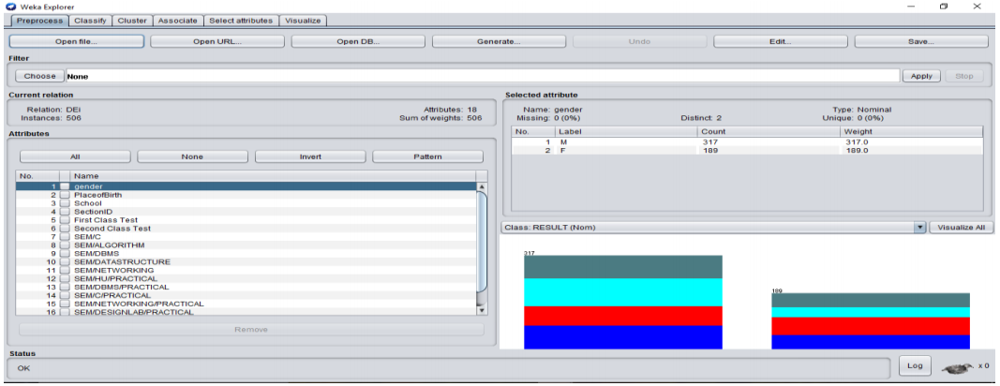 Weka Explorer
Preprocess Classify Cluster Associate Select attributes Visualize
Open file... Open URL... Open DB... Generate... Undo Edit... Save...
Filter
Choose None Apply Stop
Current relation
Relation: DEI Attributes: 18
Instances: 506 Sum of weights: 506
Attributes
All None Invert Pattern
No. Name
1 gender
2 PlaceofBirth
3 School
4 SectionID
5 First Class Test
6 Second Class Test
7 SEM/C
8 SEM/ALGORITHM
9 SEM/DBMS
10 SEM/DATASTRUCTURE
11 SEM/NETWORKING
12 SEM/HU/PRACTICAL
13 SEM/DBMS/PRACTICAL
14 SEM/C/PRACTICAL
15 SEM/NETWORKING/PRACTICAL
16 SEM/DESIGNLAB/PRACTICAL
Remove
Selected attribute
Name: gender Type: Nominal
Missing: 0 (0%) Distinct: 2 Unique: 0 (0%)
No. Label Count Weight
1 M 317 317.0
2 F 189 189.0
Class: RESULT (Nom) Visualize All
317
189
Status
OK Log x 0